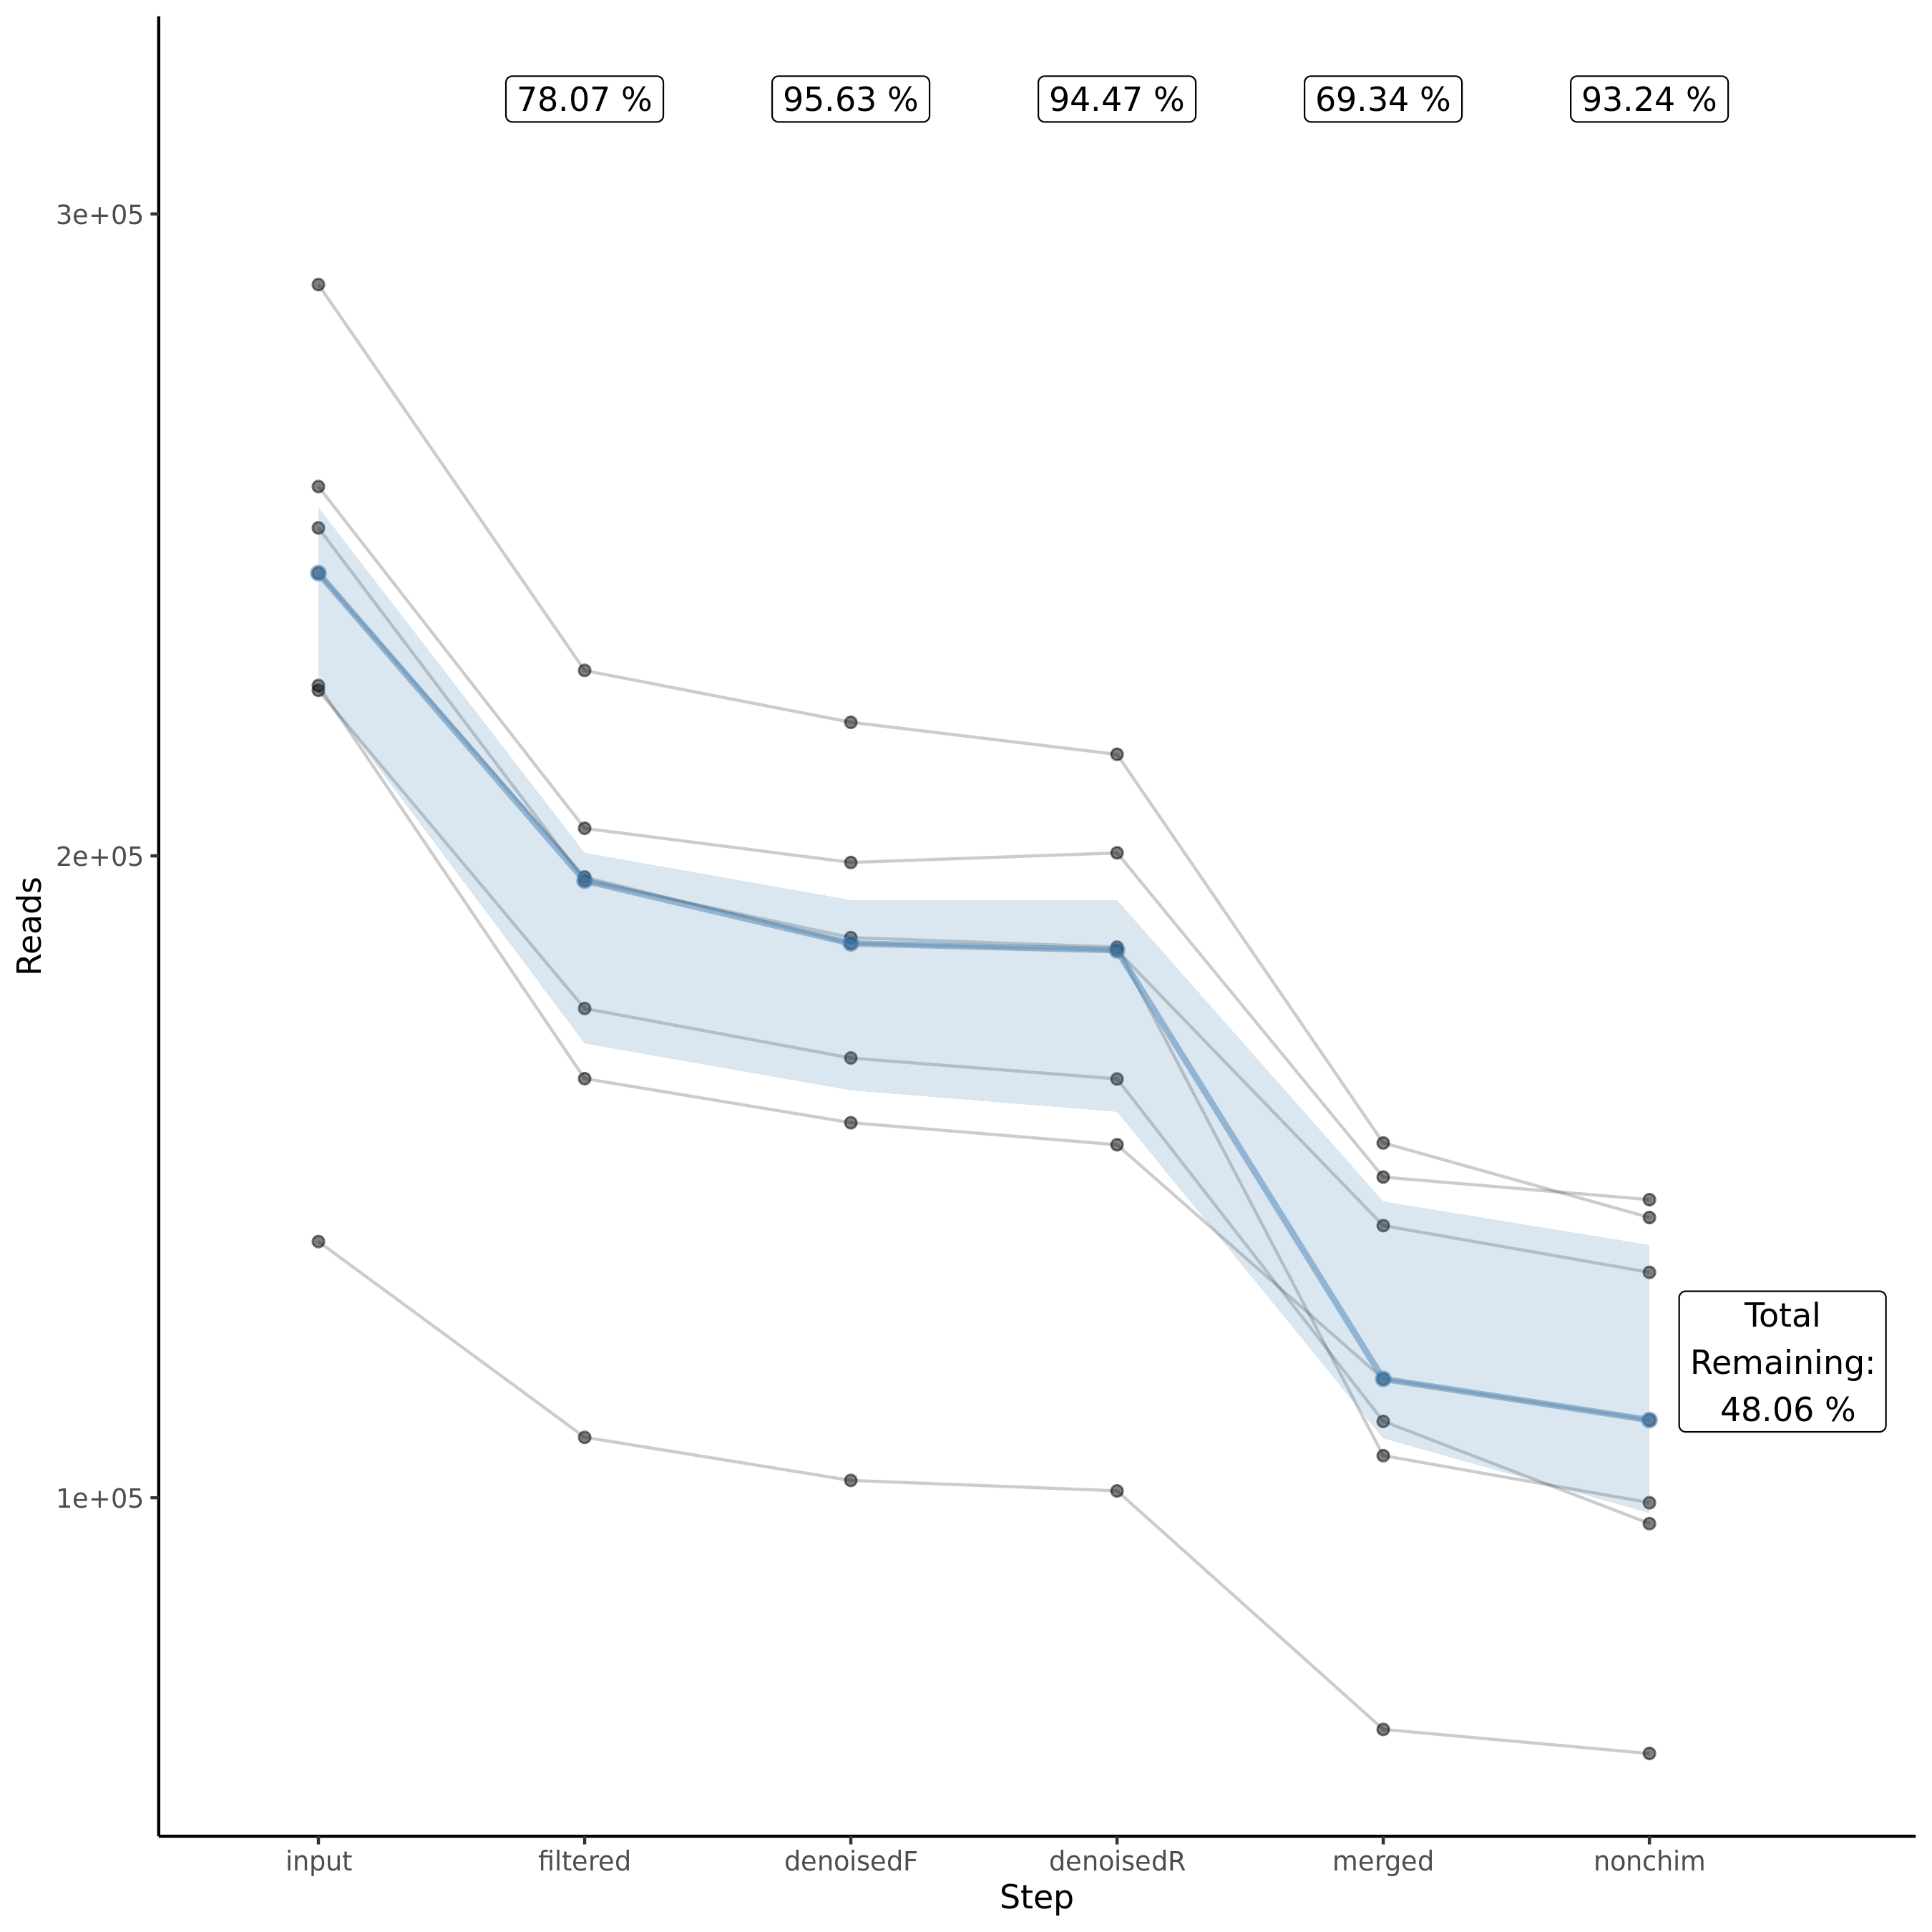 78.07 %
95.63 %
94.47 %
69.34 %
93.24 %
3e+05
2e+05
1e+05
Reads
Total
Remaining:
48.06 %
input
filtered
denoisedF
denoisedR
merged
nonchim
Step